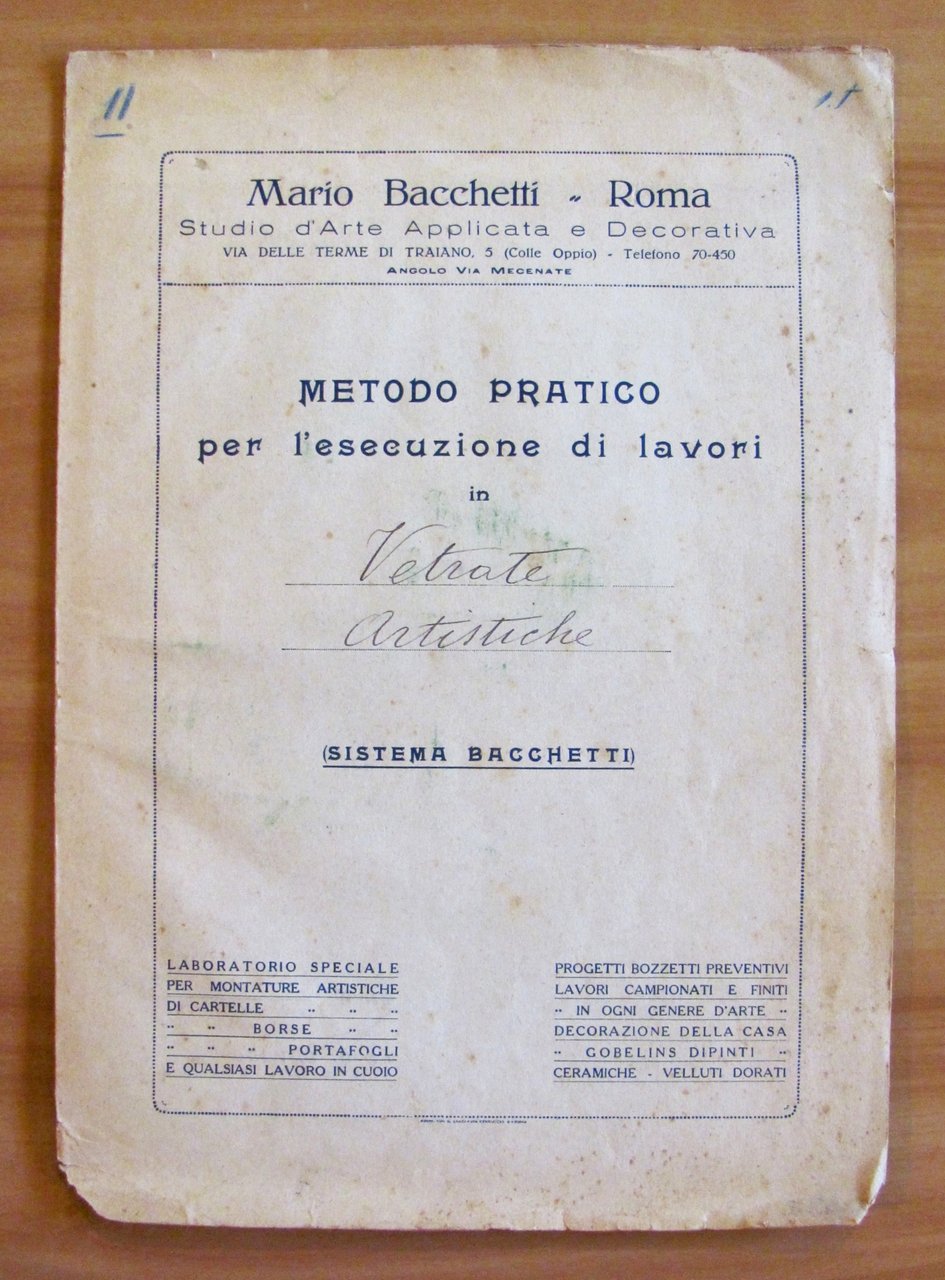 11
Mario Bacchetti - Roma
Studio d'Arte Applicata e Decorativa
VIA DELLE TERME DI TRAIANO, 5 (Colle Oppio) - Telefono 70-450
ANGOLO VIA MECENATE
METODO PRATICO
per l'esecuzione di lavori
in
Vetrate
Artistiche
(SISTEMA BACCHETTI)
LABORATORIO SPECIALE
PER MONTATURE ARTISTICHE
DI CARTELLE " " "
" " BORSE " "
" " " PORTAFOGLI
E QUALSIASI LAVORO IN CUOIO
PROGETTI BOZZETTI PREVENTIVI
LAVORI CAMPIONATI E FINITI
" IN OGNI GENERE D'ARTE "
DECORAZIONE DELLA CASA
" GOBELINS DIPINTI "
CERAMICHE - VELLUTI DORATI